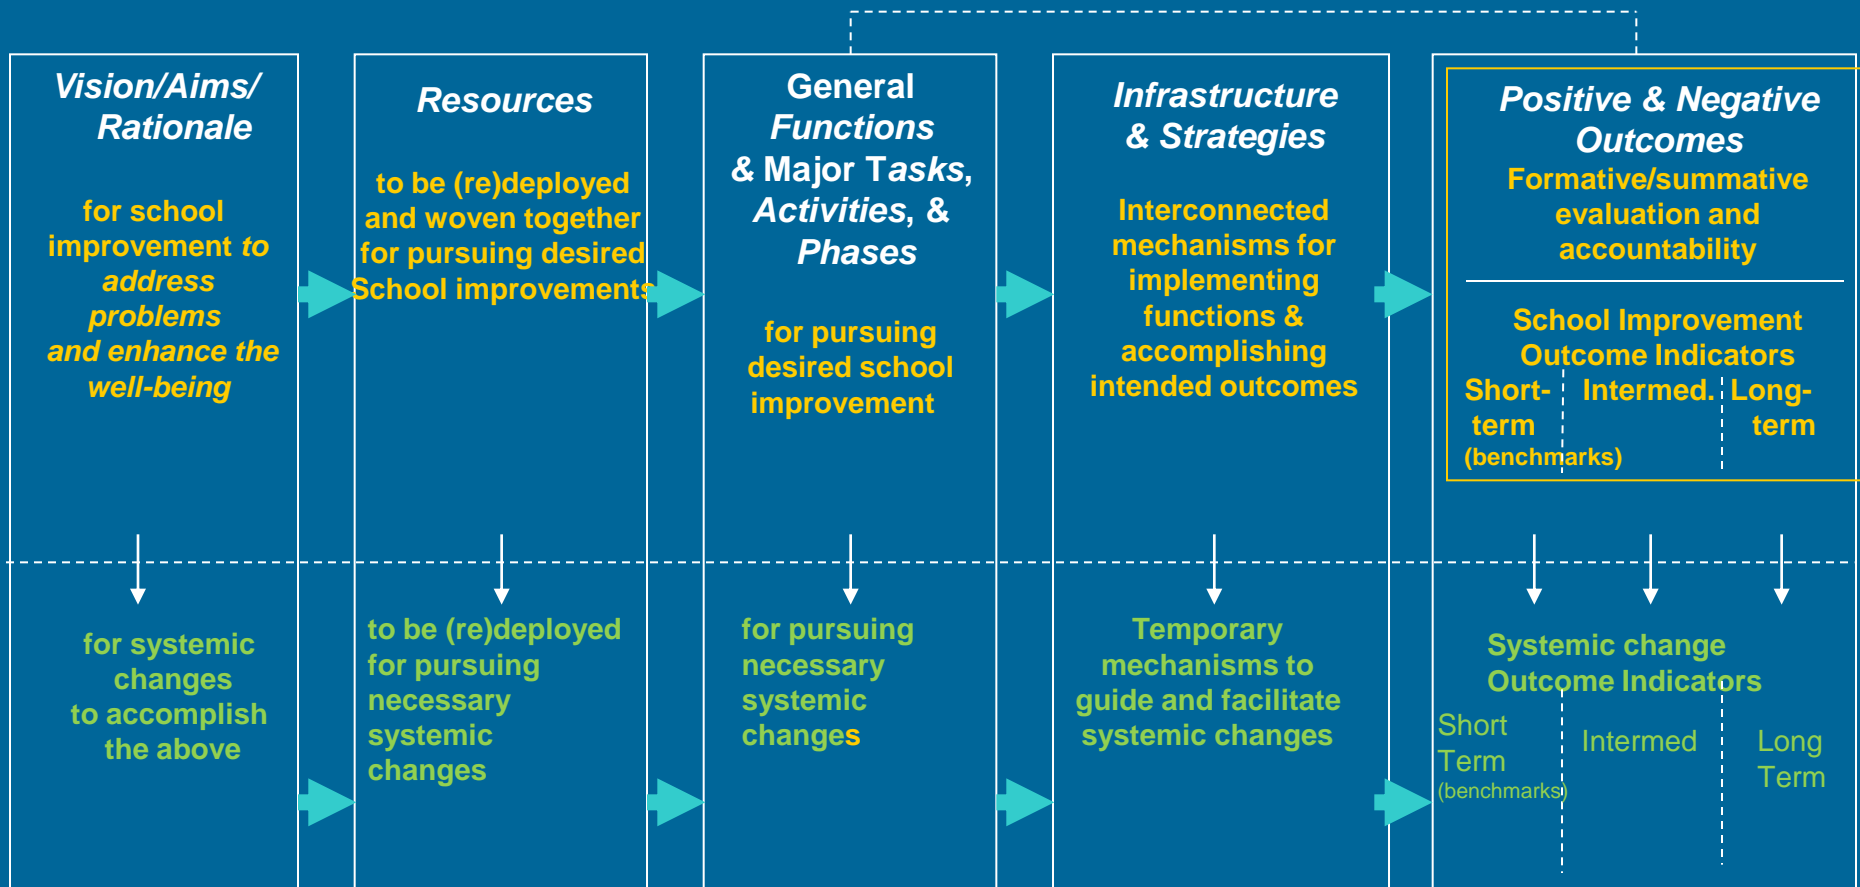 Vision/Aims/
Rationale
for school
improvement to
address
problems
and enhance the
well-being
for systemic
changes
to accomplish
the above
Resources
to be (re)deployed
and woven together
for pursuing desired
School improvements
to be (re)deployed
for pursuing
necessary
systemic
changes
General
Functions
& Major Tasks,
Activities, &
Phases
for pursuing
desired school
improvement
for pursuing
necessary
systemic
changes
Infrastructure
& Strategies
Interconnected
mechanisms for
implementing
functions &
accomplishing
intended outcomes
Temporary
mechanisms to
guide and facilitate
systemic changes
Positive & Negative
Outcomes
Formative/summative
evaluation and
accountability
School Improvement
Outcome Indicators
Short-
term
(benchmarks)
Intermed.
Long-
term
Systemic change
Outcome Indicators
Short
Term
(benchmarks)
Intermed
Long
Term